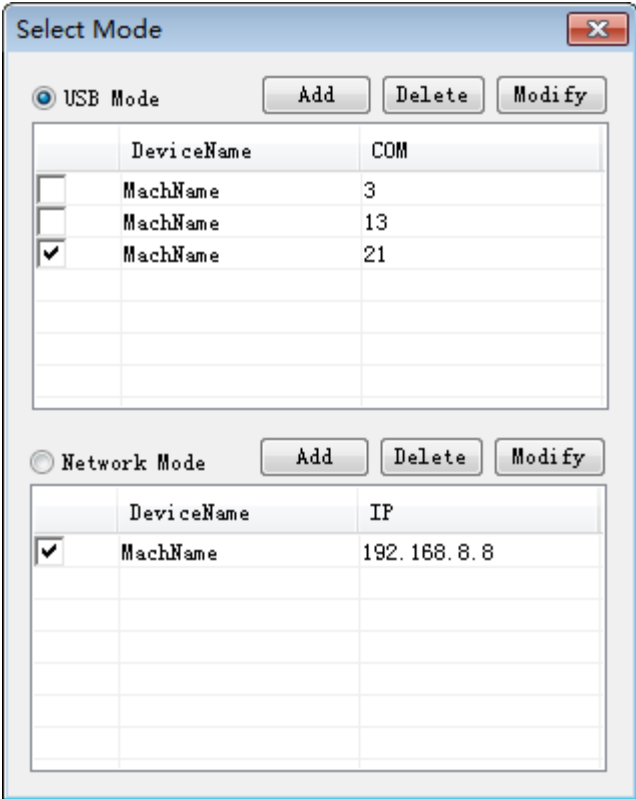 Select Mode
USB Mode Add Delete Modify
DeviceName COM
MachName 3
MachName 13
MachName 21
Network Mode Add Delete Modify
DeviceName IP
MachName 192.168.8.8